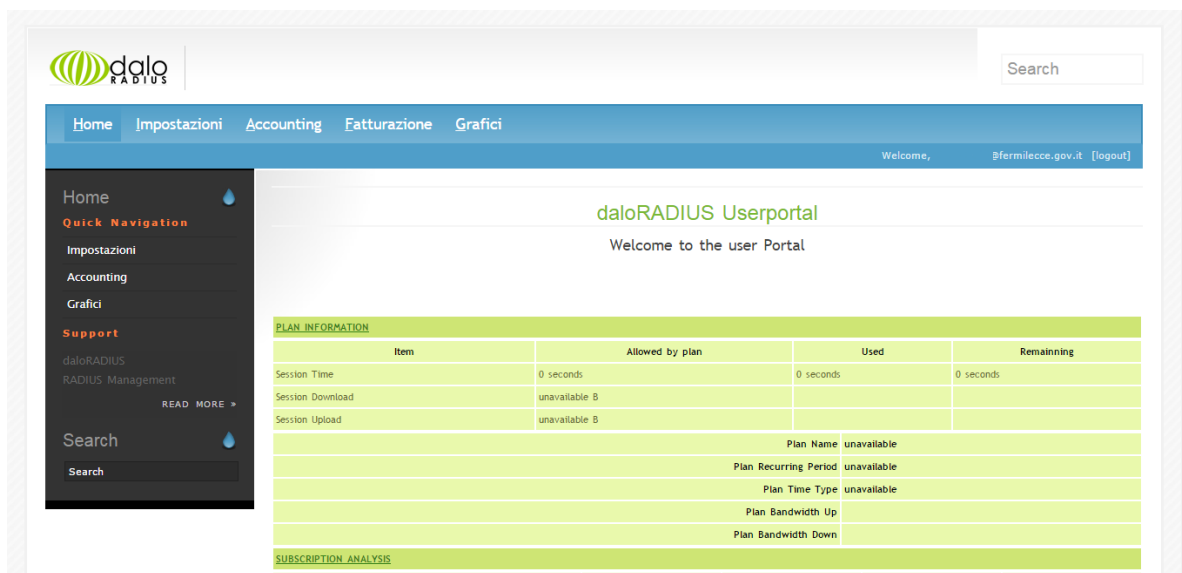 dalo
RADIUS
Search
Home Impostazioni Accounting Fatturazione Grafici
Welcome, @fermilecce.gov.it [logout]
Home
Quick Navigation
Impostazioni
Accounting
Grafici
Support
daloRADIUS
RADIUS Management
READ MORE »
Search
Search
daloRADIUS Userportal
Welcome to the user Portal
PLAN INFORMATION
Item Allowed by plan Used Remainning
Session Time 0 seconds 0 seconds 0 seconds
Session Download unavailable B
Session Upload unavailable B
Plan Name unavailable
Plan Recurring Period unavailable
Plan Time Type unavailable
Plan Bandwidth Up
Plan Bandwidth Down
SUBSCRIPTION ANALYSIS